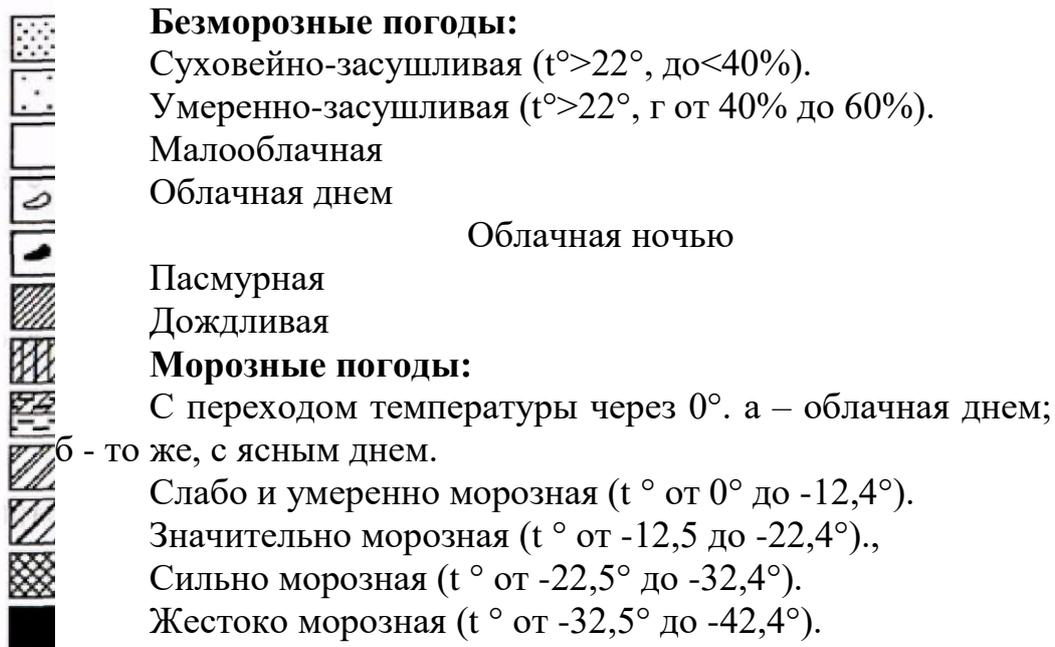 Безморозные погоды:
Суховейно-засушливая (t°>22°, до<40%).
Умеренно-засушливая (t°>22°, г от 40% до 60%).
Малооблачная
Облачная днем
Облачная ночью
Пасмурная
Дождливая
Морозные погоды:
С переходом температуры через 0°. а – облачная днем;
б - то же, с ясным днем.
Слабо и умеренно морозная (t ° от 0° до -12,4°).
Значительно морозная (t ° от -12,5 до -22,4°).,
Сильно морозная (t ° от -22,5° до -32,4°).
Жестоко морозная (t ° от -32,5° до -42,4°).